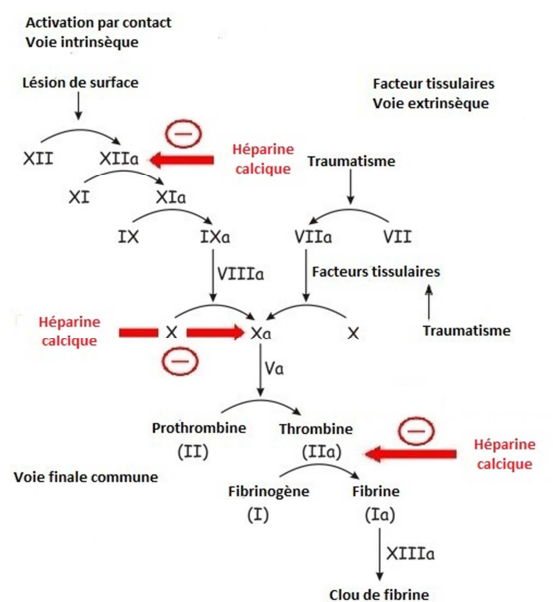 Activation par contact
Voie intrinsèque
Lésion de surface
Facteur tissulaires
Voie extrinsèque
XII
XIIa
Héparine
calcique
Traumatisme
XI
XIa
IX
IXa
VIIa
VII
VIIIa
Facteurs tissulaires
Héparine
calcique
X
Xa
X
Traumatisme
Va
Prothrombine
(II)
Thrombine
(IIa)
Héparine
calcique
Voie finale commune
Fibrinogène
(I)
Fibrine
(Ia)
XIIIa
Clou de fibrine